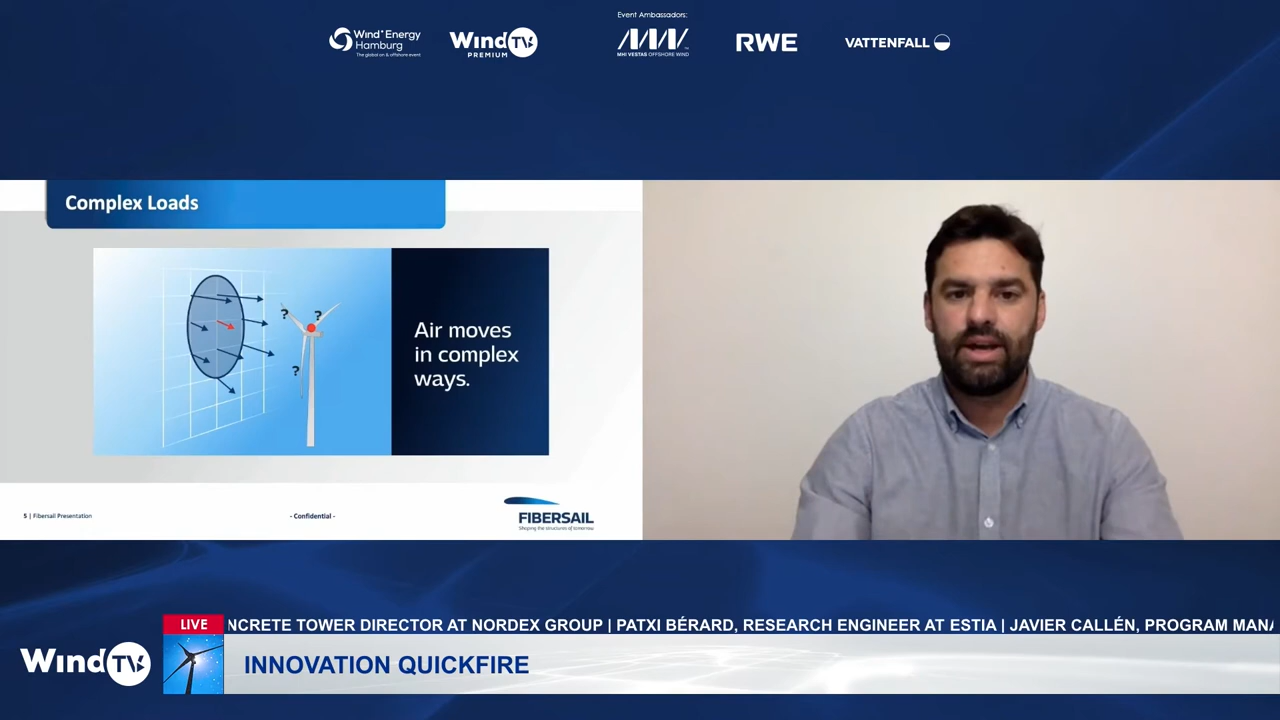 Event Ambassadors:
Wind Energy
Hamburg
The global on & offshore event
WindTV
PREMIUM
MHI VESTAS OFFSHORE WIND
RWE
VATTENFALL
Complex Loads
? ?
?
Air moves
in complex
ways.
5 | Fibersail Presentation
- Confidential -
FIBERSAIL
Shaping the structures of tomorrow
LIVE
NCRETE TOWER DIRECTOR AT NORDEX GROUP | PATXI BÉRARD, RESEARCH ENGINEER AT ESTIA | JAVIER CALLÉN, PROGRAM MANA
WindTV
INNOVATION QUICKFIRE